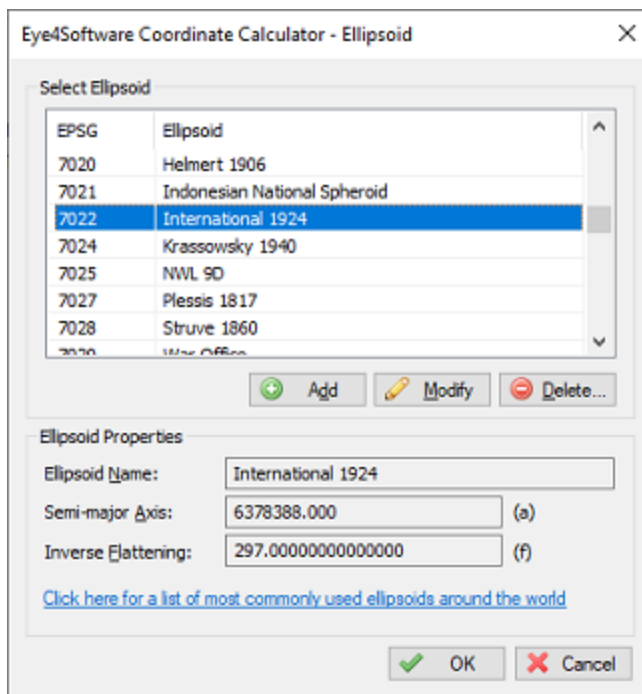 Eye4Software Coordinate Calculator - Ellipsoid
Select Ellipsoid
EPSG Ellipsoid
7020 Helmert 1906
7021 Indonesian National Spheroid
7022 International 1924
7024 Krassowsky 1940
7025 NWL 9D
7027 Plessis 1817
7028 Struve 1860
7029 War Office
Add Modify Delete...
Ellipsoid Properties
Ellipsoid Name: International 1924
Semi-major Axis: 6378388.000 (a)
Inverse Flattening: 297.00000000000000 (f)
Click here for a list of most commonly used ellipsoids around the world
OK Cancel